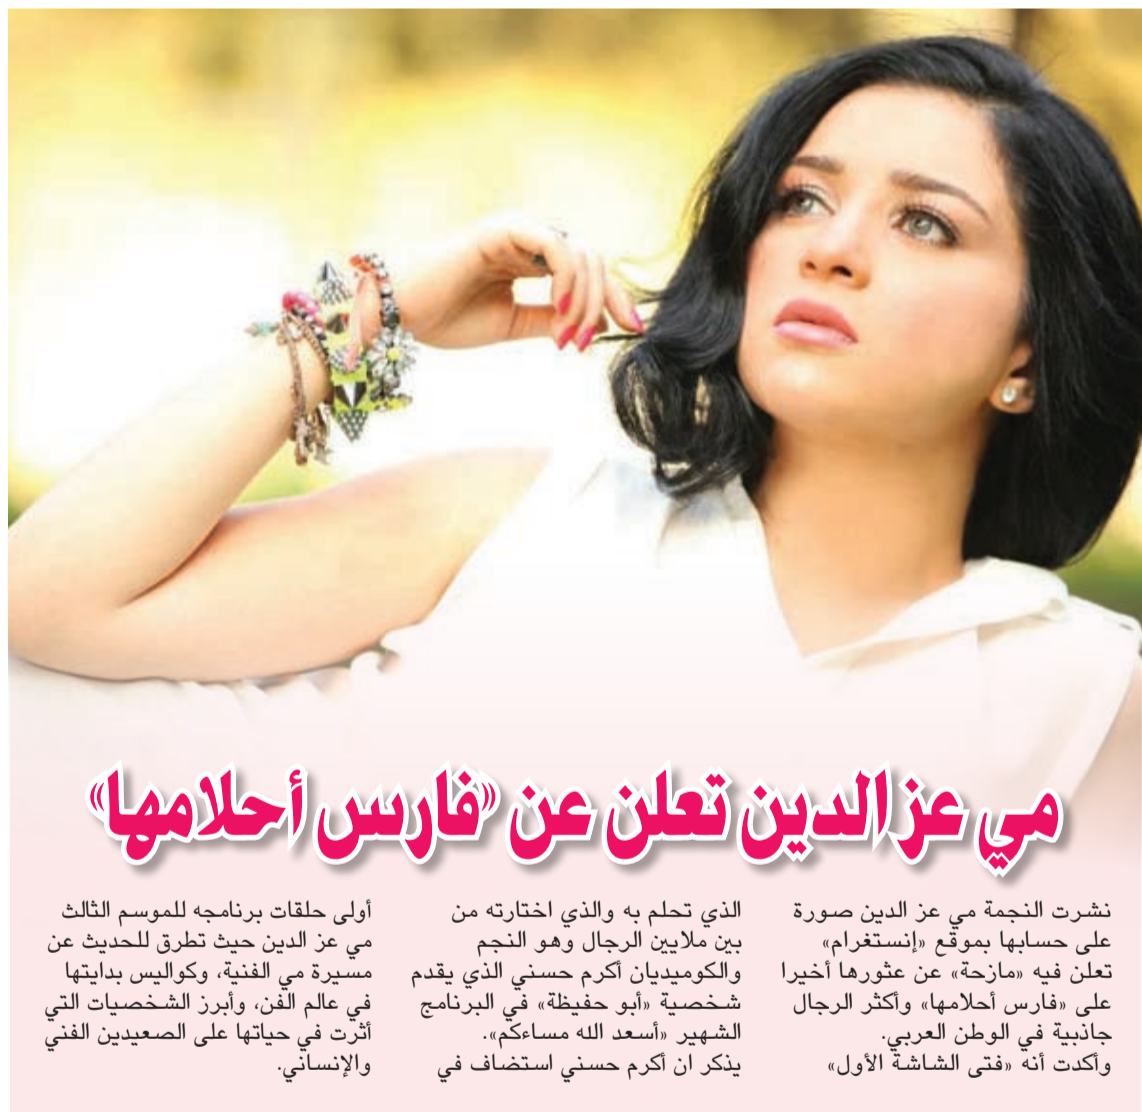 مي عز الدين تعلن عن «فارس أحلامها»
نشرت النجمة مي عز الدين صورة
على حسابها بموقع «إنستغرام»
تعلن فيه «مازحة» عن عثورها أخيرا
على «فارس أحلامها» وأكثر الرجال
جاذبية في الوطن العربي.
وأكدت أنه «فتى الشاشة الأول»
الذي تحلم به والذي اختارته من
بين ملايين الرجال وهو النجم
والكوميديان أكرم حسني الذي يقدم
شخصية «أبو حفيظة» في البرنامج
الشهير «أسعد الله مساءكم».
يذكر ان أكرم حسني استضاف في
أولى حلقات برنامجه للموسم الثالث
مي عز الدين حيث تطرق للحديث عن
مسيرة مي الفنية، وكواليس بدايتها
في عالم الفن، وأبرز الشخصيات التي
أثرت في حياتها على الصعيدين الفني
والإنساني.